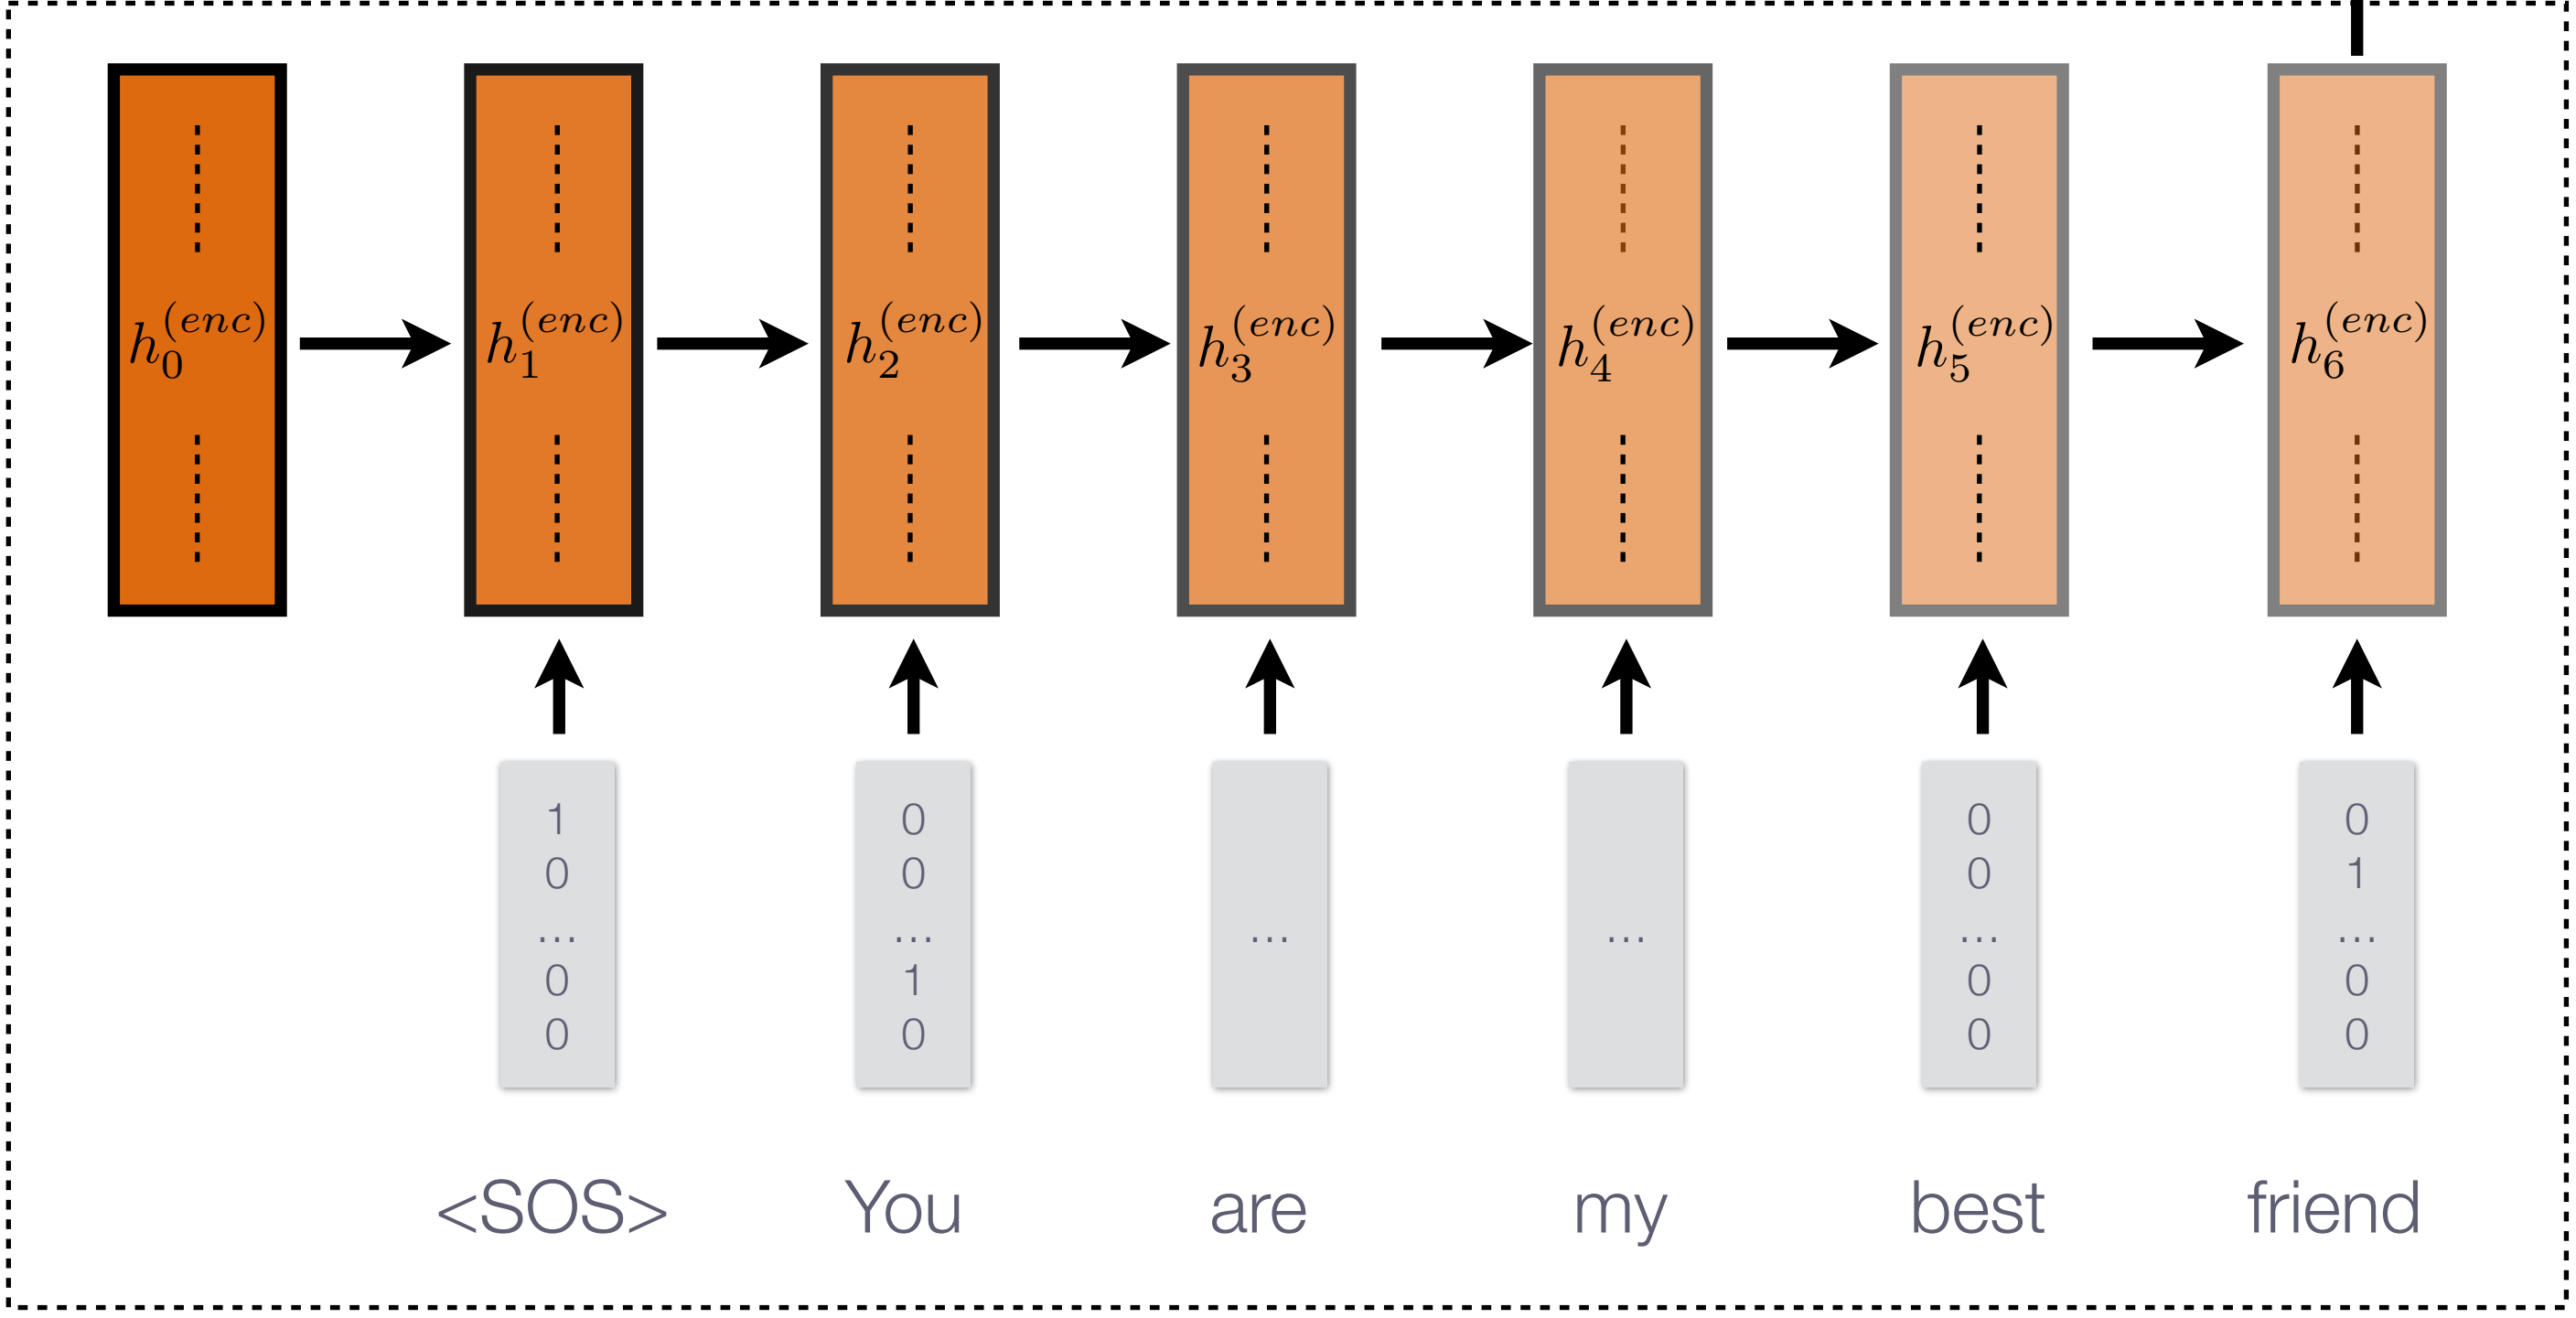 h_0^{(enc)} h_1^{(enc)} h_2^{(enc)} h_3^{(enc)} h_4^{(enc)} h_5^{(enc)} h_6^{(enc)}
1 0 0 0
0 0 0 1
... ... ... ... ... ...
0 1 0 0
0 0 0 0
<SOS> You are my best friend